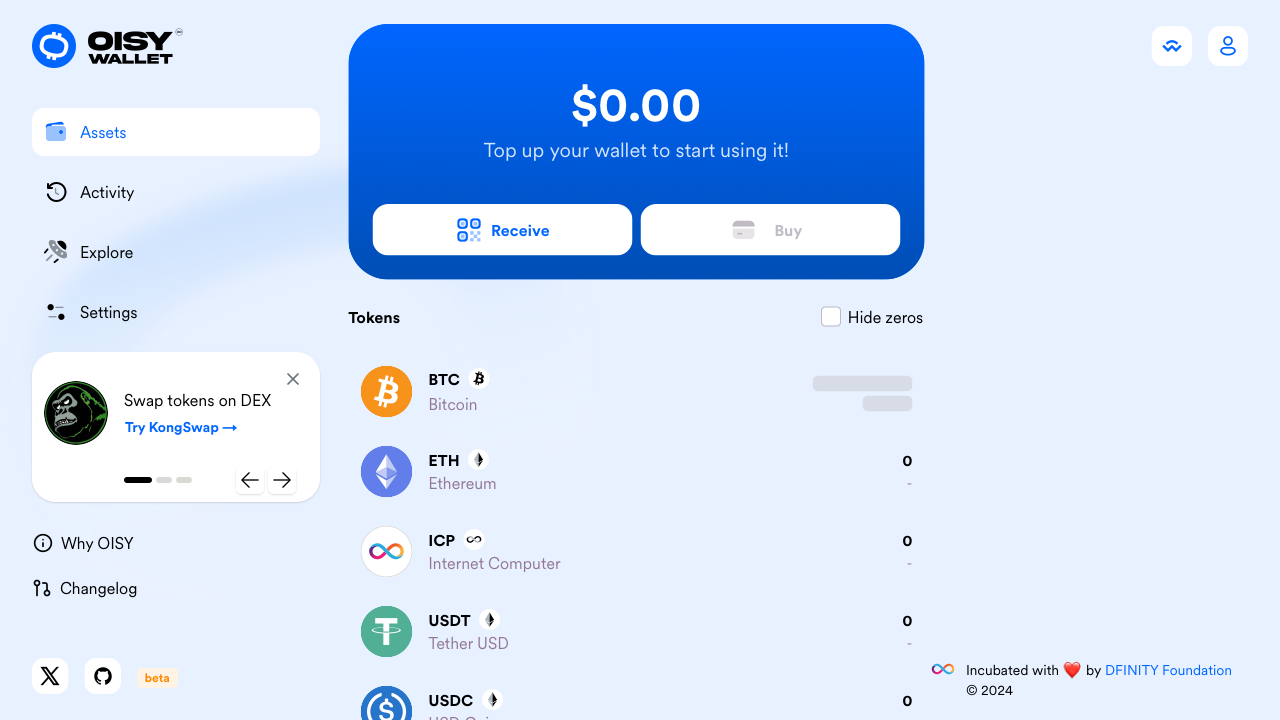 OISY
WALLET
Assets
Activity
Explore
Settings
Swap tokens on DEX
Try KongSwap →
Why OISY
Changelog
beta
$0.00
Top up your wallet to start using it!
Receive
Buy
Tokens
Hide zeros
BTC
Bitcoin
ETH
0
Ethereum
-
ICP
0
Internet Computer
-
USDT
0
Tether USD
-
USDC
0
Incubated with ❤️ by DFINITY Foundation
© 2024